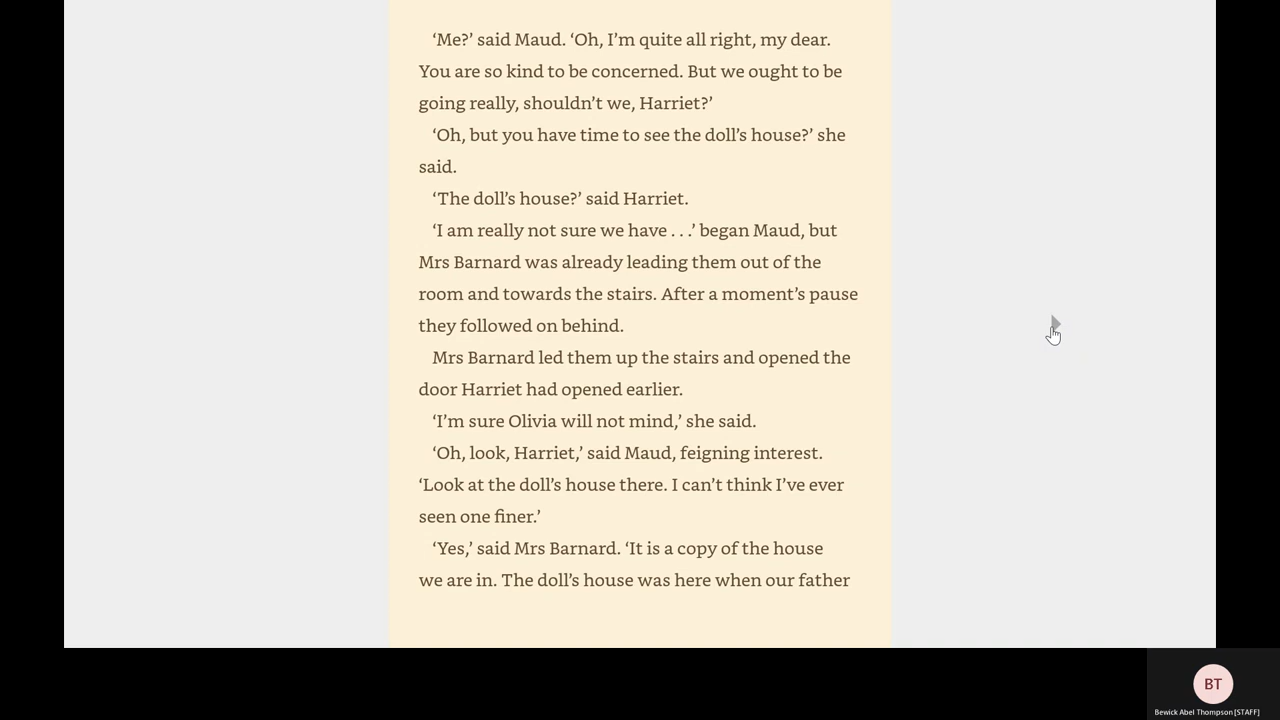 ‘Me?’ said Maud. ‘Oh, I’m quite all right, my dear.
You are so kind to be concerned. But we ought to be
going really, shouldn’t we, Harriet?’
‘Oh, but you have time to see the doll’s house?’ she
said.
‘The doll’s house?’ said Harriet.
‘I am really not sure we have . . .’ began Maud, but
Mrs Barnard was already leading them out of the
room and towards the stairs. After a moment’s pause
they followed on behind.
Mrs Barnard led them up the stairs and opened the
door Harriet had opened earlier.
‘I’m sure Olivia will not mind,’ she said.
‘Oh, look, Harriet,’ said Maud, feigning interest.
‘Look at the doll’s house there. I can’t think I’ve ever
seen one finer.’
‘Yes,’ said Mrs Barnard. ‘It is a copy of the house
we are in. The doll’s house was here when our father
BT
Bewick Abel Thompson [STAFF]